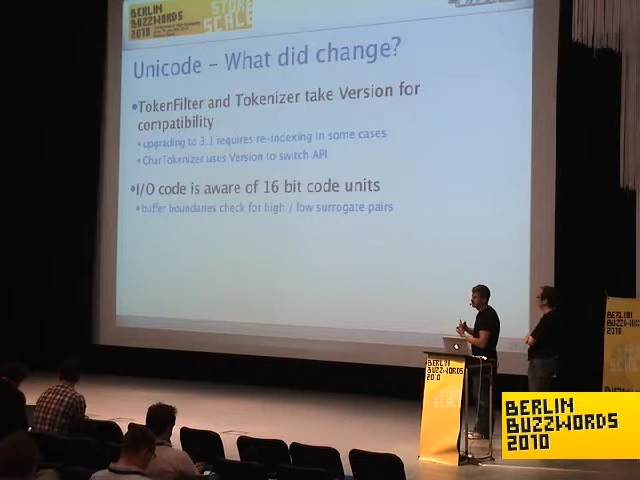 BERLIN
BUZZWORDS
2010
STORE
SCALE
Unicode - What did change?
•TokenFilter and Tokenizer take Version for
compatibility
• upgrading to 3.1 requires re-indexing in some cases
• CharTokenizer uses Version to switch API
•I/O code is aware of 16 bit code units
• buffer boundaries check for high / low surrogate pairs
BERLIN
BUZZWORDS
2010
BERLIN
BUZZWORDS
2010
BERLIN
BUZZWORDS
2010